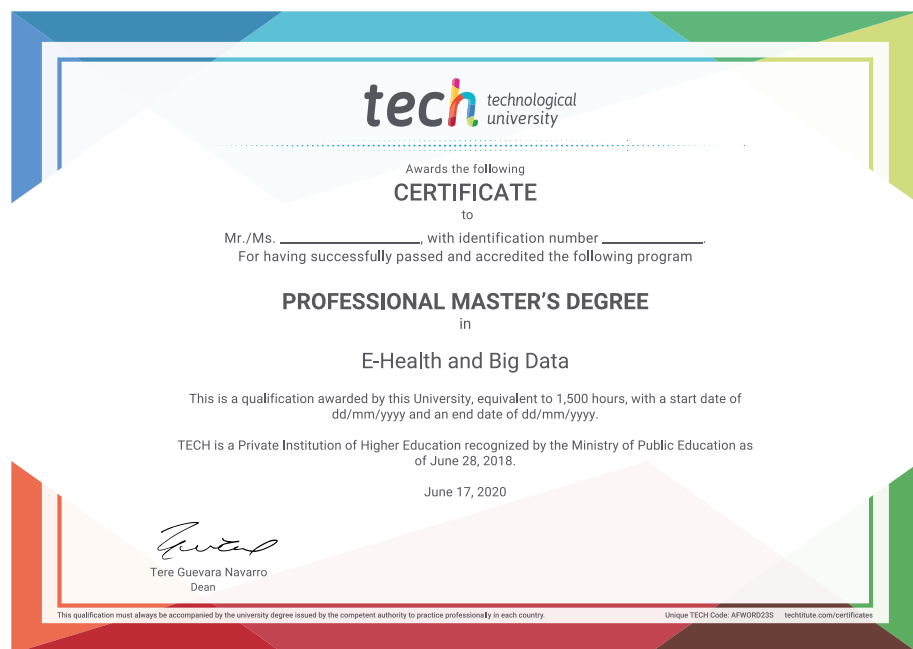 tech technological
university
Awards the following
CERTIFICATE
to
Mr./Ms. ____________________, with identification number ______________.
For having successfully passed and accredited the following program
PROFESSIONAL MASTER’S DEGREE
in
E-Health and Big Data
This is a qualification awarded by this University, equivalent to 1,500 hours, with a start date of
dd/mm/yyyy and an end date of dd/mm/yyyy.
TECH is a Private Institution of Higher Education recognized by the Ministry of Public Education as
of June 28, 2018.
June 17, 2020
Tere Guevara Navarro
Dean
This qualification must always be accompanied by the university degree issued by the competent authority to practice professionally in each country.
Unique TECH Code: AFWORD23S techtitute.com/certificates